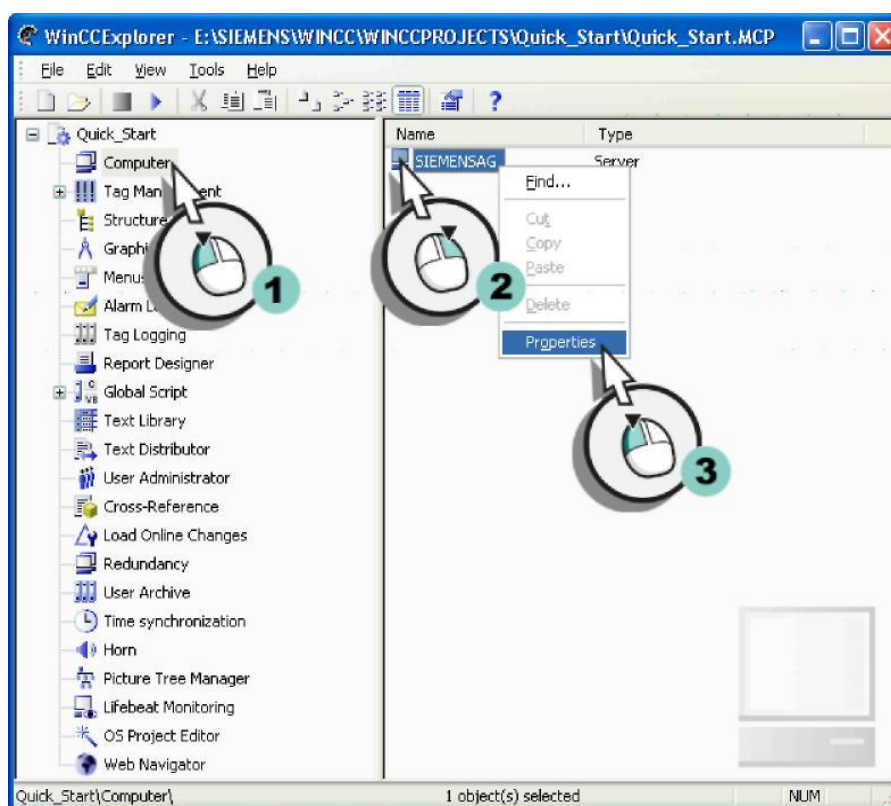 WinCCExplorer - E:\SIEMENS\WINCC\WINCCPROJECTS\Quick_Start\Quick_Start.MCP
File Edit View Tools Help
Quick_Start
Computer
Tag Man ent
Structure
Graphi
Menus
Alarm L
Tag Logging
Report Designer
Global Script
Text Library
Text Distributor
User Administrator
Cross-Reference
Load Online Changes
Redundancy
User Archive
Time synchronization
Horn
Picture Tree Manager
Lifebeat Monitoring
OS Project Editor
Web Navigator
Name Type
SIEMENSAG Server
Find...
Cut
Copy
Paste
Delete
Properties
1
2
3
Quick_Start\Computer\ 1 object(s) selected NUM